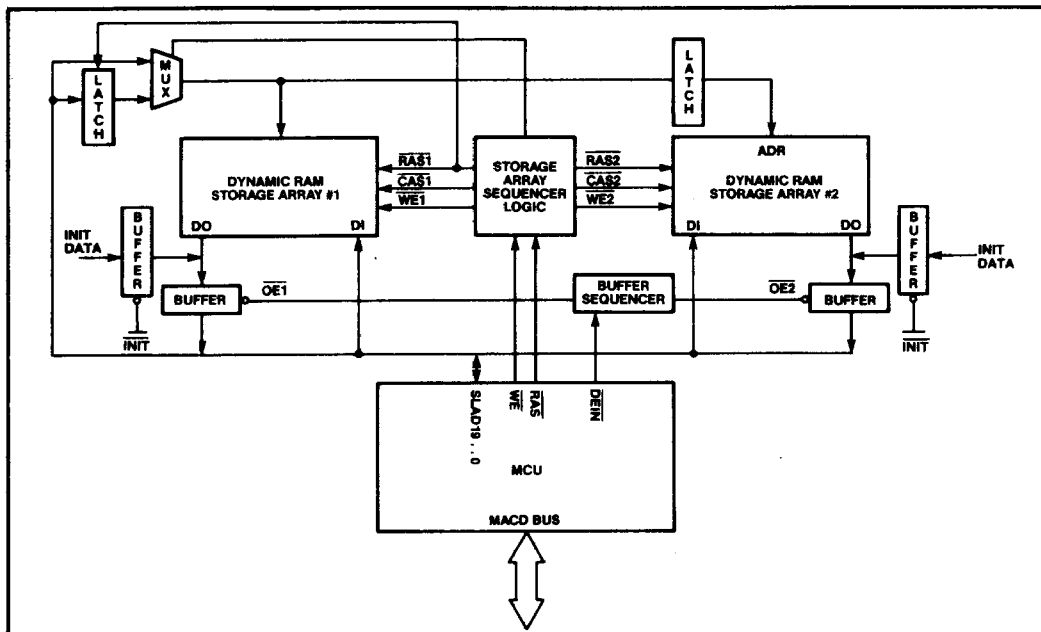 MUX
LATCH
LATCH
ADR
DYNAMIC RAM
STORAGE ARRAY #1
DO
DI
RAS1
CAS1
WE1
STORAGE
ARRAY
SEQUENCER
LOGIC
RAS2
CAS2
WE2
DYNAMIC RAM
STORAGE ARRAY #2
DI
DO
INIT
DATA
BUFFER
BUFFER
INIT
OE1
BUFFER
SEQUENCER
OE2
BUFFER
BUFFER
INIT
DATA
INIT
SLAD19...0
WE
RAS
DEIN
MCU
MACD BUS